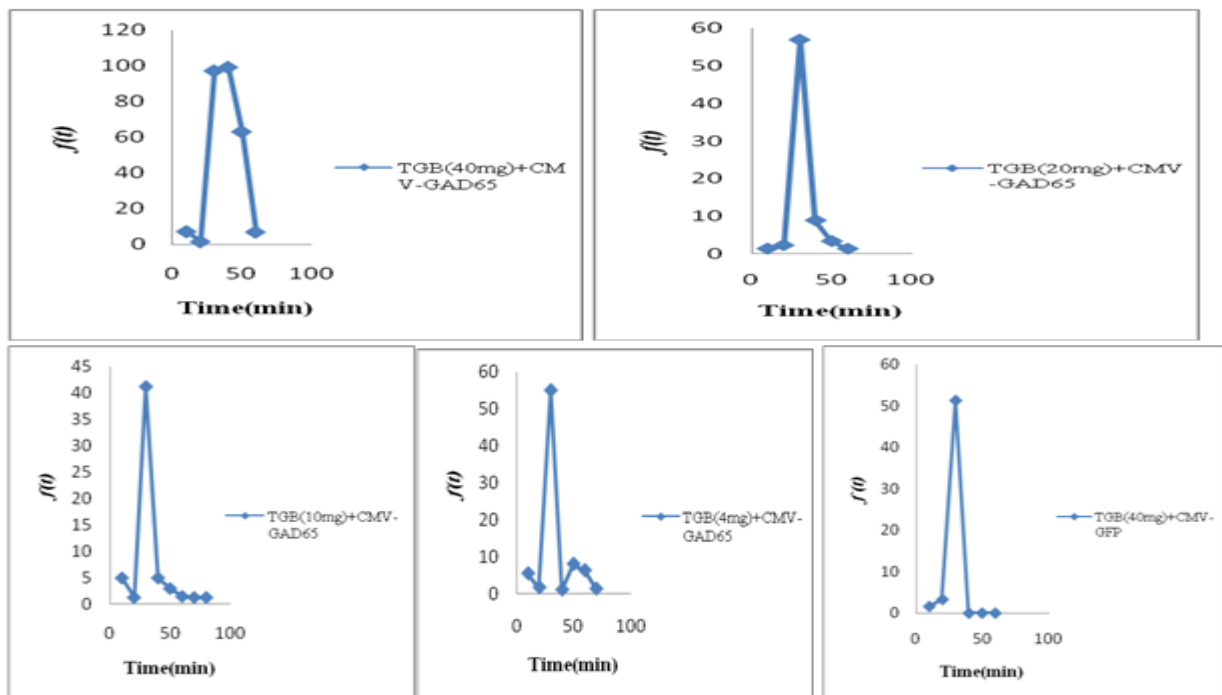 120
100
80
60
40
20
0
f(t)
0 50 100
Time(min)
TGB(40mg)+CM
V-GAD65
60
50
40
30
20
10
0
f(t)
0 50 100
Time(min)
TGB(20mg)+CMV
-GAD65
45
40
35
30
25
20
15
10
5
0
f(t)
0 50 100
Time(min)
TGB(10mg)+CMV-
GAD65
60
50
40
30
20
10
0
f(t)
0 50 100
Time(min)
TGB(4mg)+CMV-
GAD65
60
50
40
30
20
10
0
f(t)
0 50 100
Time(min)
TGB(40mg)+CMV-
GFP